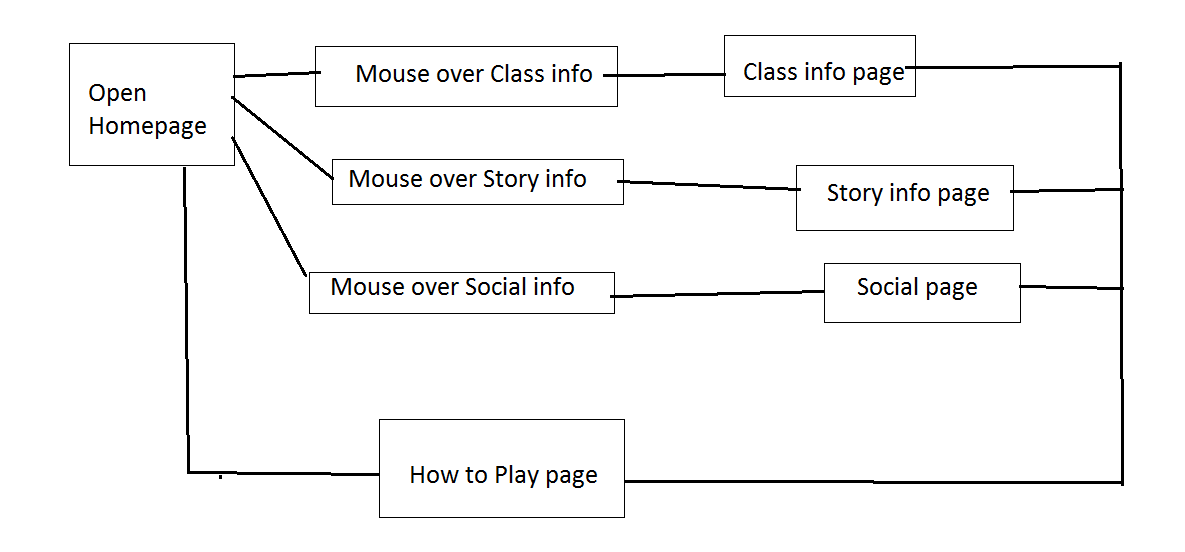 Open
Homepage
Mouse over Class info
Class info page
Mouse over Story info
Story info page
Mouse over Social info
Social page
How to Play page